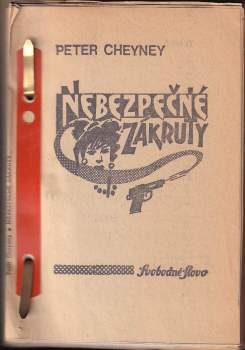 PETER CHEYNEY
NEBEZPEČNÉ
ZÁKRUTY
Svobodné slovo